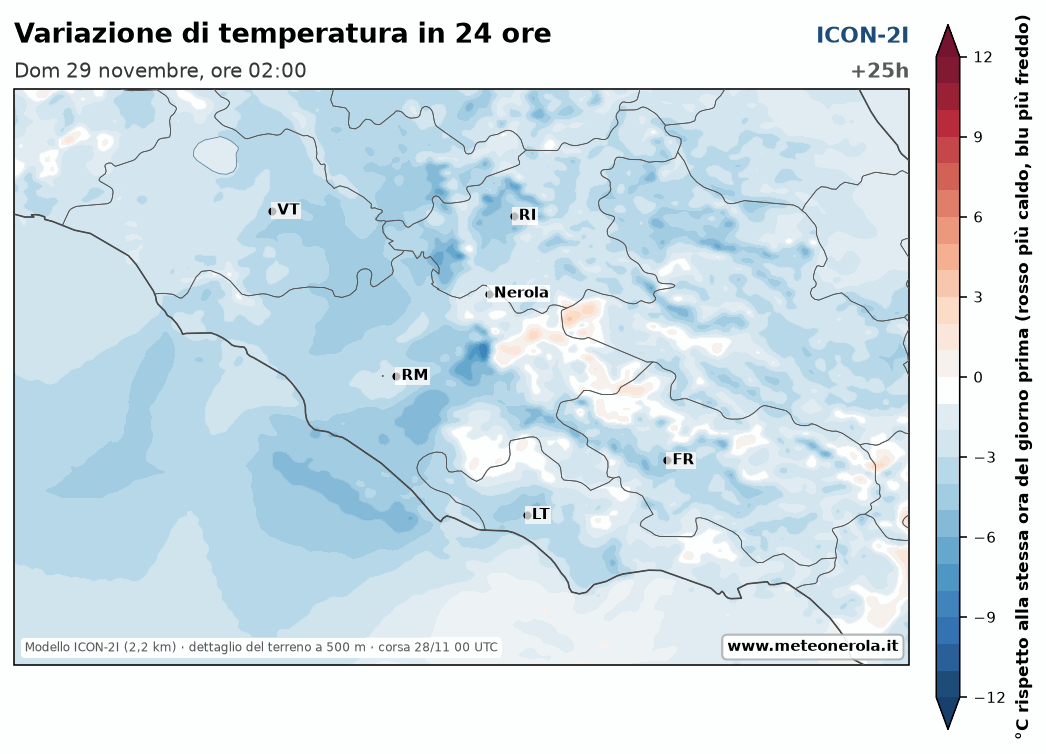 Variazione di temperatura in 24 ore
ICON-2I
Dom 29 novembre, ore 02:00
+25h
VT
RI
Nerola
RM
FR
LT
Modello ICON-2I (2,2 km) · dettaglio del terreno a 500 m · corsa 28/11 00 UTC
www.meteonerola.it
12
9
6
3
0
−3
−6
−9
−12
°C rispetto alla stessa ora del giorno prima (rosso più caldo, blu più freddo)